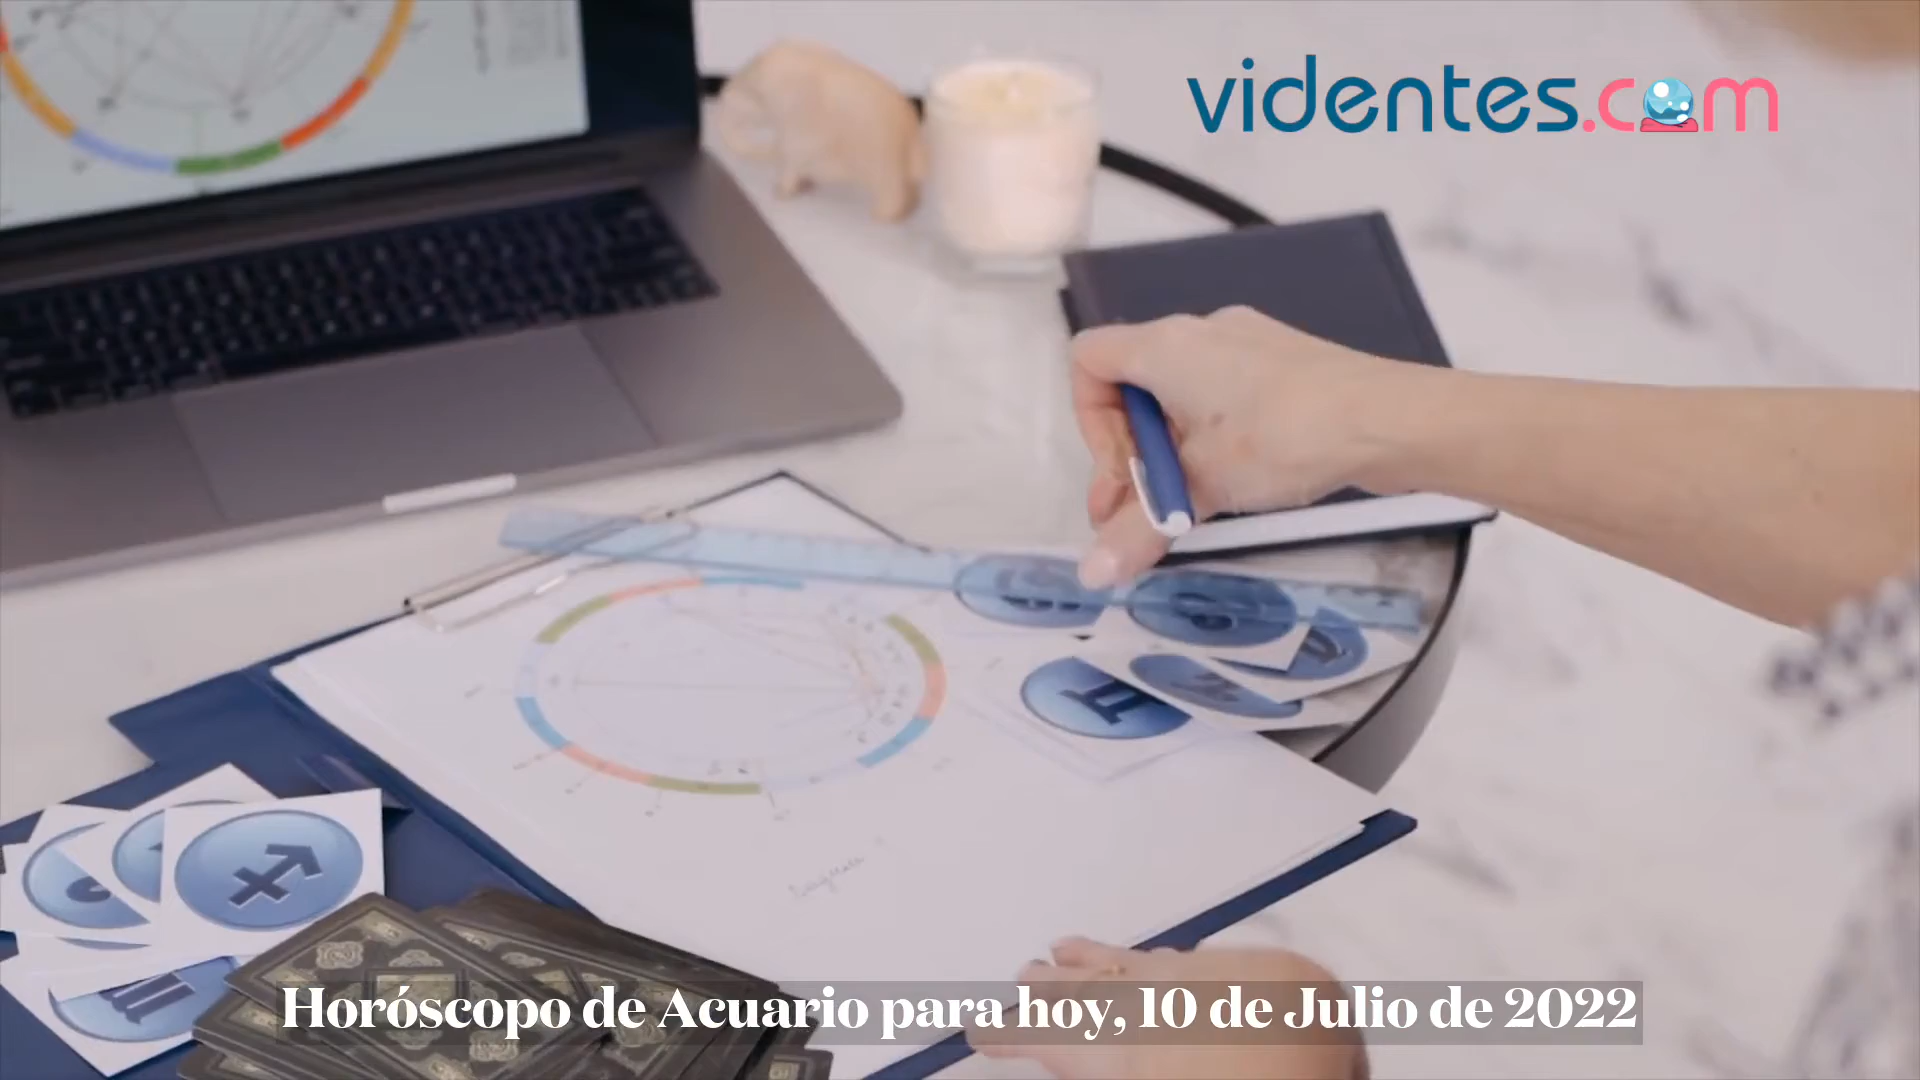 videntes.com
Horóscopo de Acuario para hoy, 10 de Julio de 2022